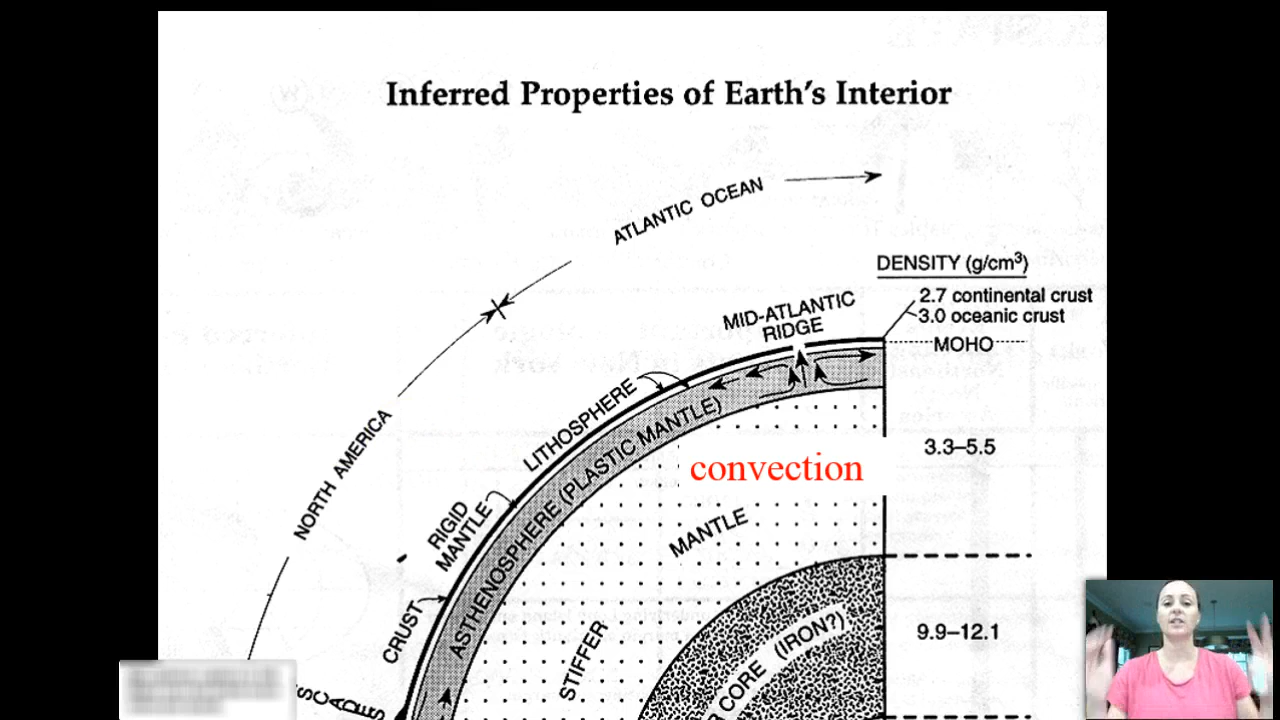 Inferred Properties of Earth's Interior
ATLANTIC OCEAN
DENSITY (g/cm³)
2.7 continental crust
3.0 oceanic crust
MID-ATLANTIC
RIDGE
MOHO
LITHOSPHERE
NORTH AMERICA
ASTHENOSPHERE (PLASTIC MANTLE)
3.3–5.5
convection
RIGID
MANTLE
MANTLE
CRUST
STIFFER
CORE (IRON?)
9.9–12.1